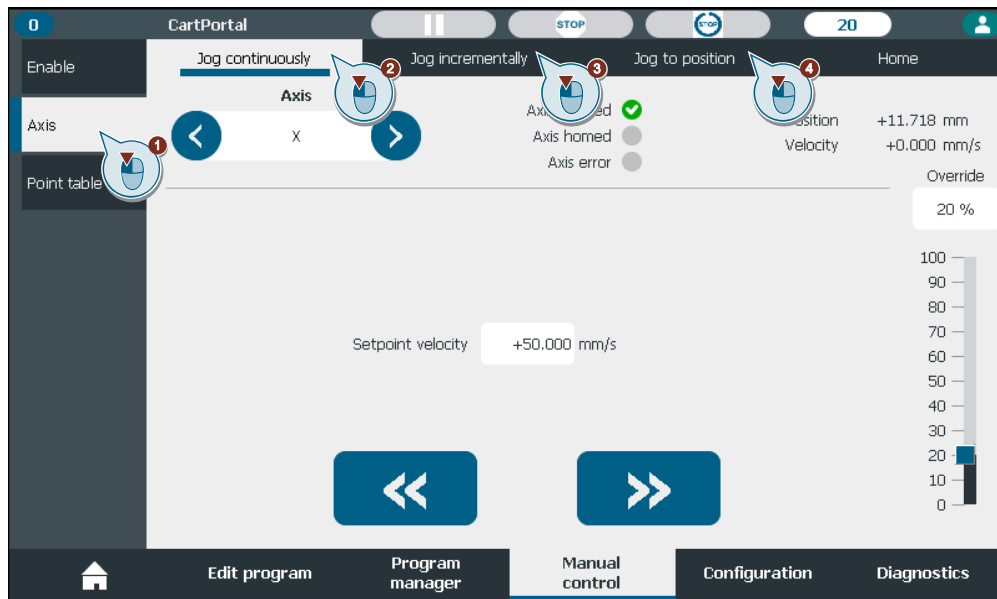 0 CartPortal STOP STOP 20
Enable
Jog continuously Jog incrementally Jog to position Home
2 3 4
Axis
Axis
X
1
Axis homed
Axis error
Position +11.718 mm
Velocity +0.000 mm/s
Point table
Override
20 %
100
90
80
70
60
50
40
30
20
10
0
Setpoint velocity +50.000 mm/s
Edit program
Program
manager
Manual
control
Configuration
Diagnostics